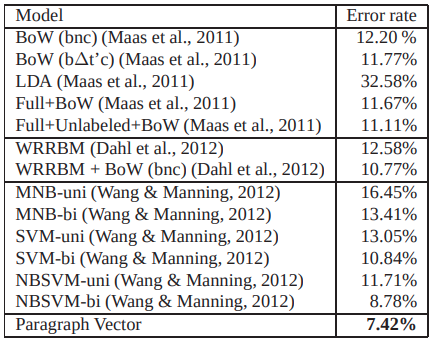 Model Error rate
BoW (bnc) (Maas et al., 2011) 12.20 %
BoW (bΔt’c) (Maas et al., 2011) 11.77%
LDA (Maas et al., 2011) 32.58%
Full+BoW (Maas et al., 2011) 11.67%
Full+Unlabeled+BoW (Maas et al., 2011) 11.11%
WRRBM (Dahl et al., 2012) 12.58%
WRRBM + BoW (bnc) (Dahl et al., 2012) 10.77%
MNB-uni (Wang & Manning, 2012) 16.45%
MNB-bi (Wang & Manning, 2012) 13.41%
SVM-uni (Wang & Manning, 2012) 13.05%
SVM-bi (Wang & Manning, 2012) 10.84%
NBSVM-uni (Wang & Manning, 2012) 11.71%
NBSVM-bi (Wang & Manning, 2012) 8.78%
Paragraph Vector 7.42%